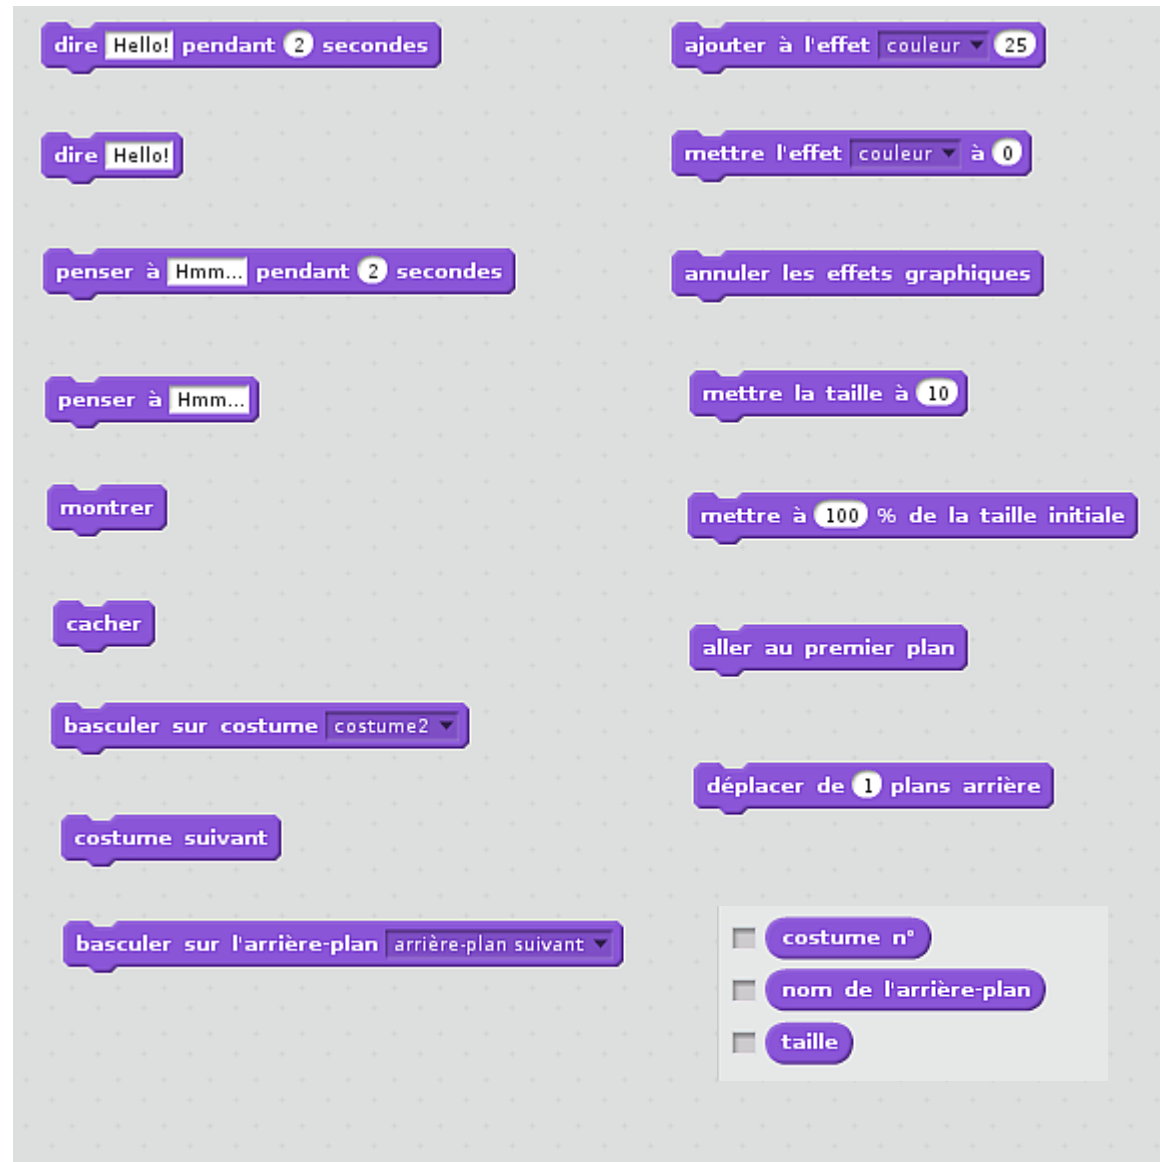 dire Hello! pendant 2 secondes
dire Hello!
penser à Hmm... pendant 2 secondes
penser à Hmm...
montrer
cacher
basculer sur costume costume2
costume suivant
basculer sur l'arrière-plan arrière-plan suivant
ajouter à l'effet couleur 25
mettre l'effet couleur à 0
annuler les effets graphiques
mettre la taille à 10
mettre à 100 % de la taille initiale
aller au premier plan
déplacer de 1 plans arrière
costume n°
nom de l'arrière-plan
taille